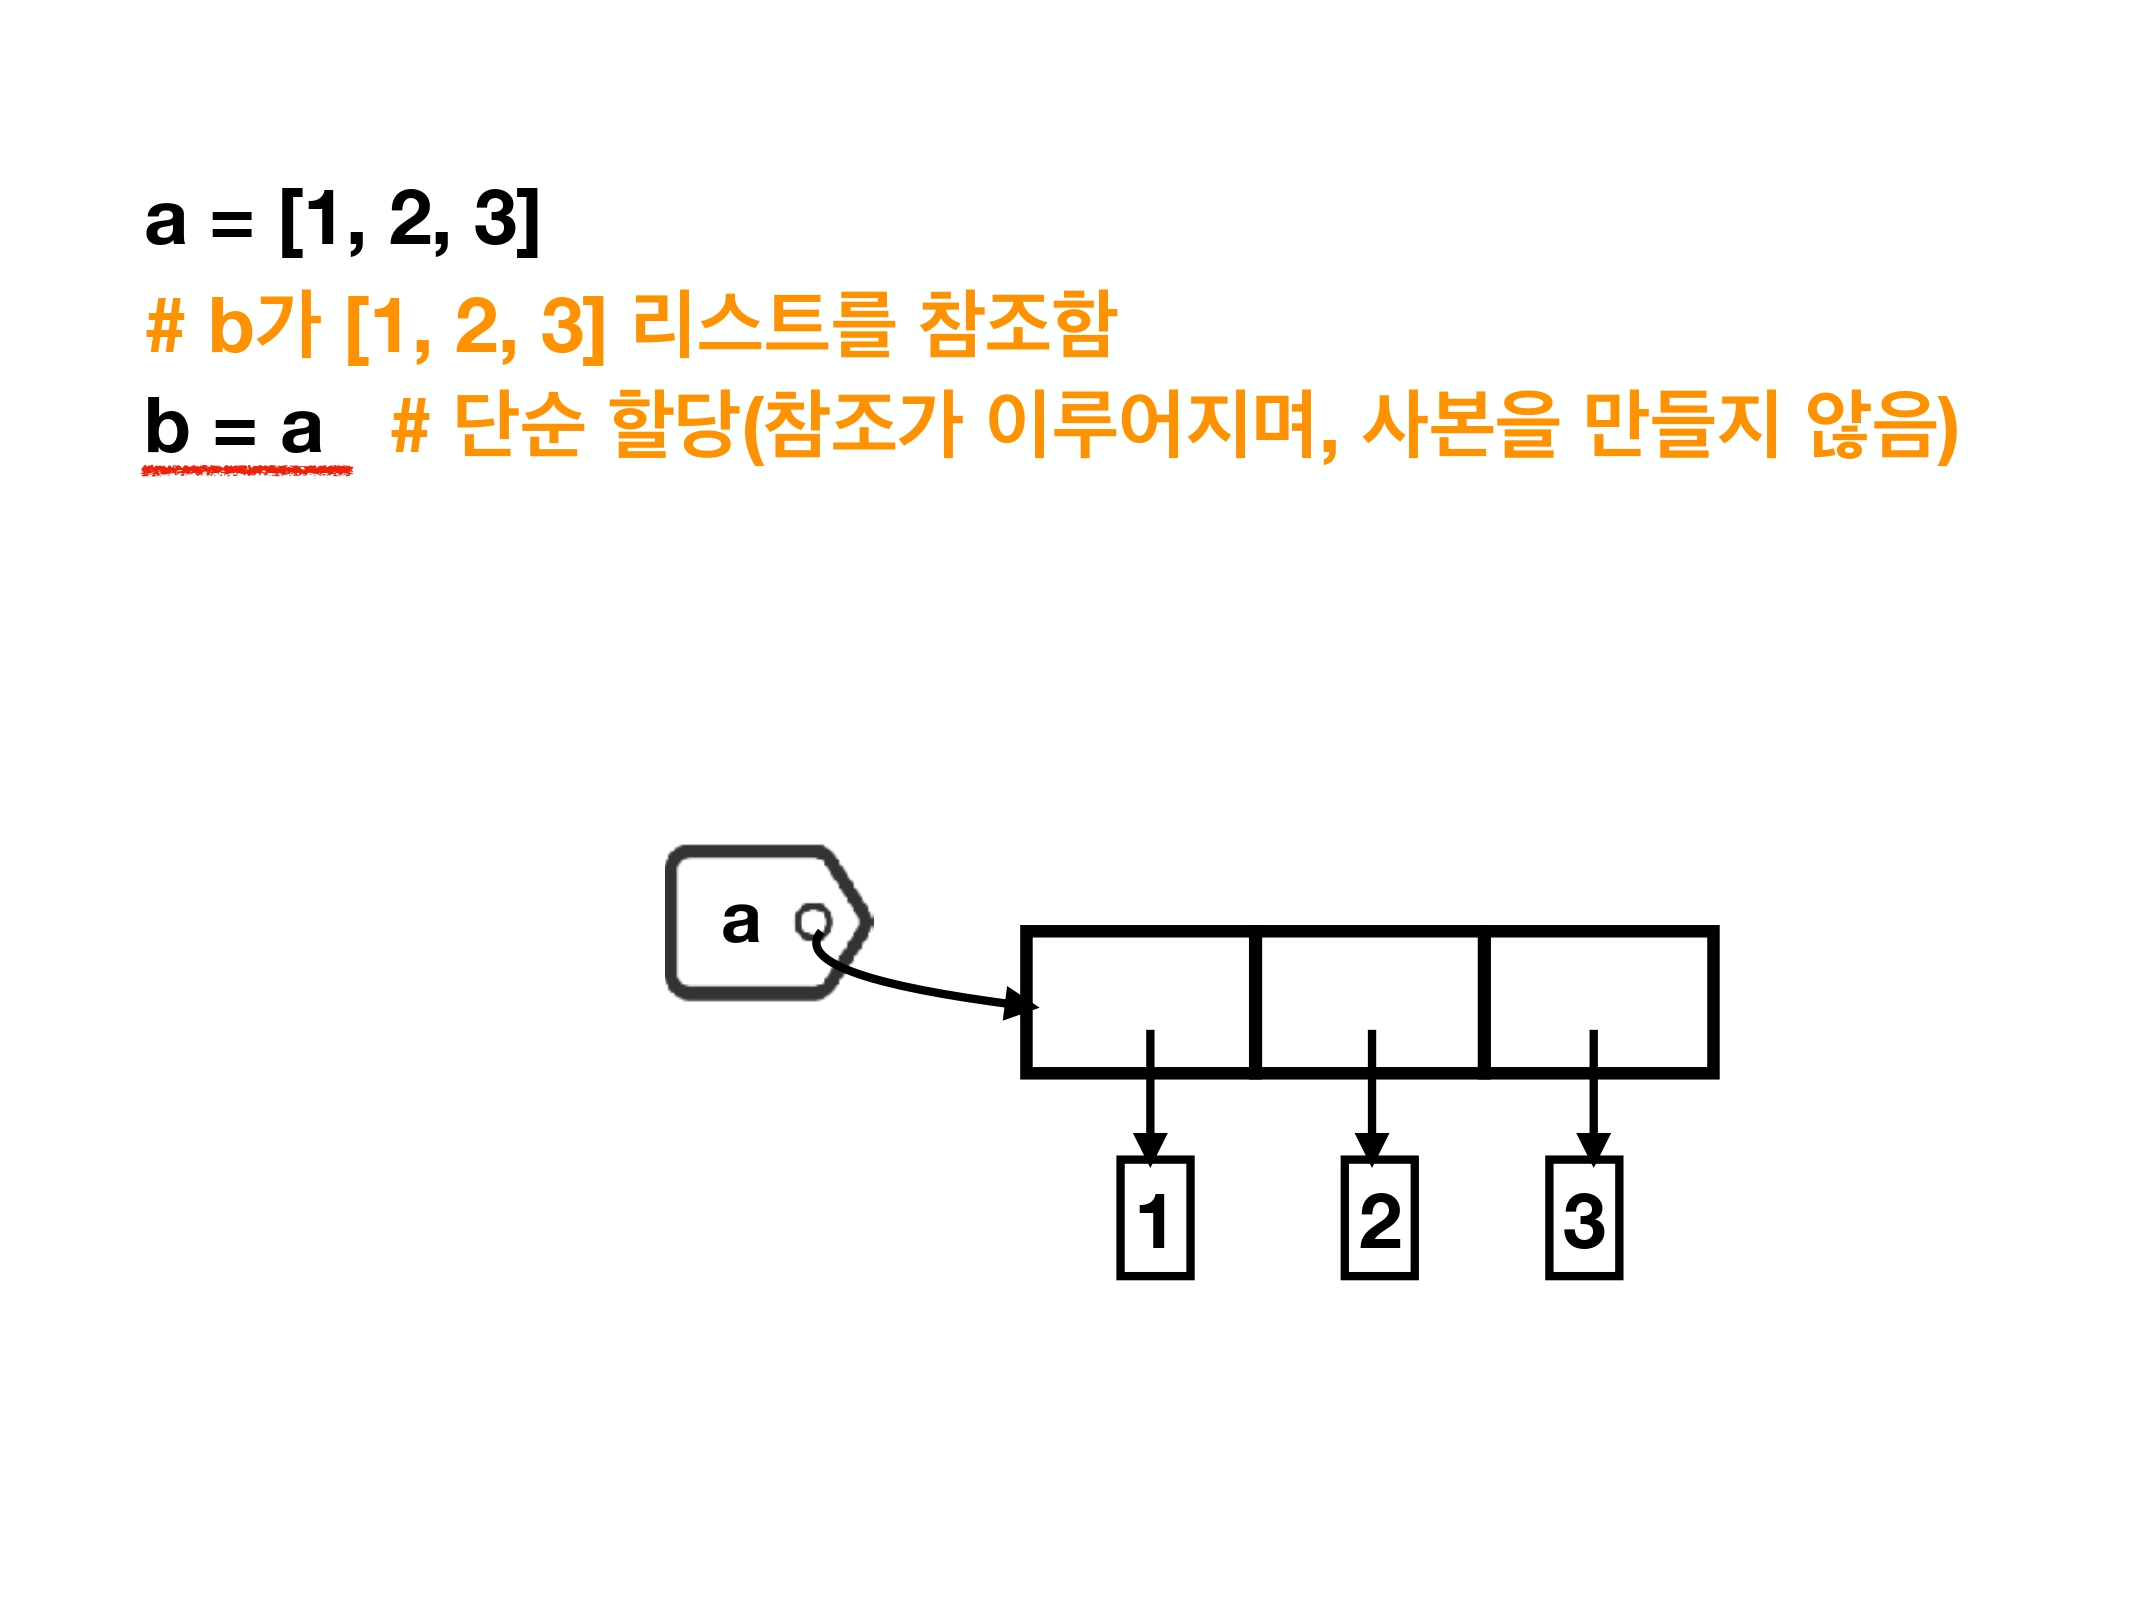 a = [1, 2, 3]
# b가 [1, 2, 3] 리스트를 참조함
b = a # 단순 할당(참조가 이루어지며, 사본을 만들지 않음)
a
1 2 3